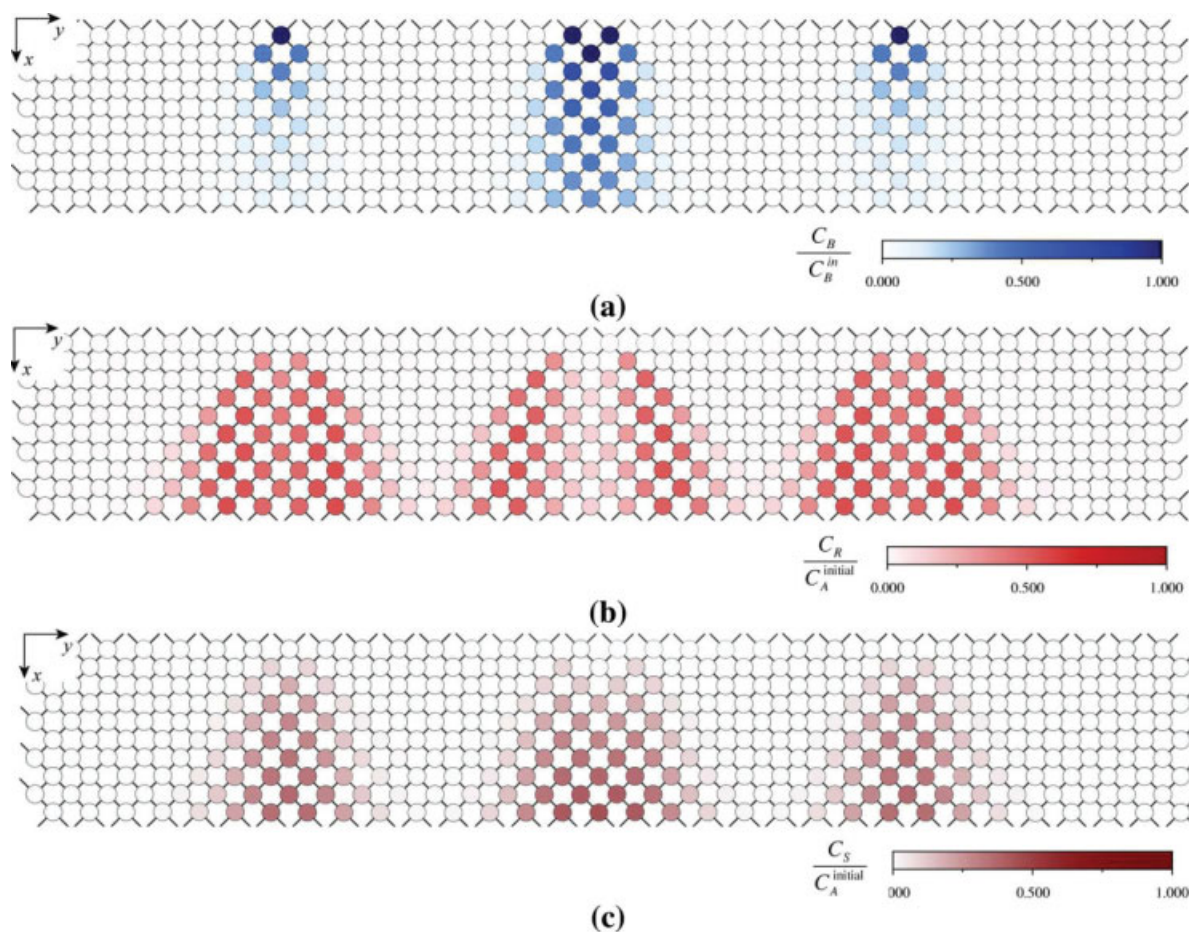 y
x
C_B
C_B^{in}
0.000 0.500 1.000
(a)
y
x
C_R
C_A^{initial}
0.000 0.500 1.000
(b)
y
x
C_S
C_A^{initial}
000 0.500 1.000
(c)